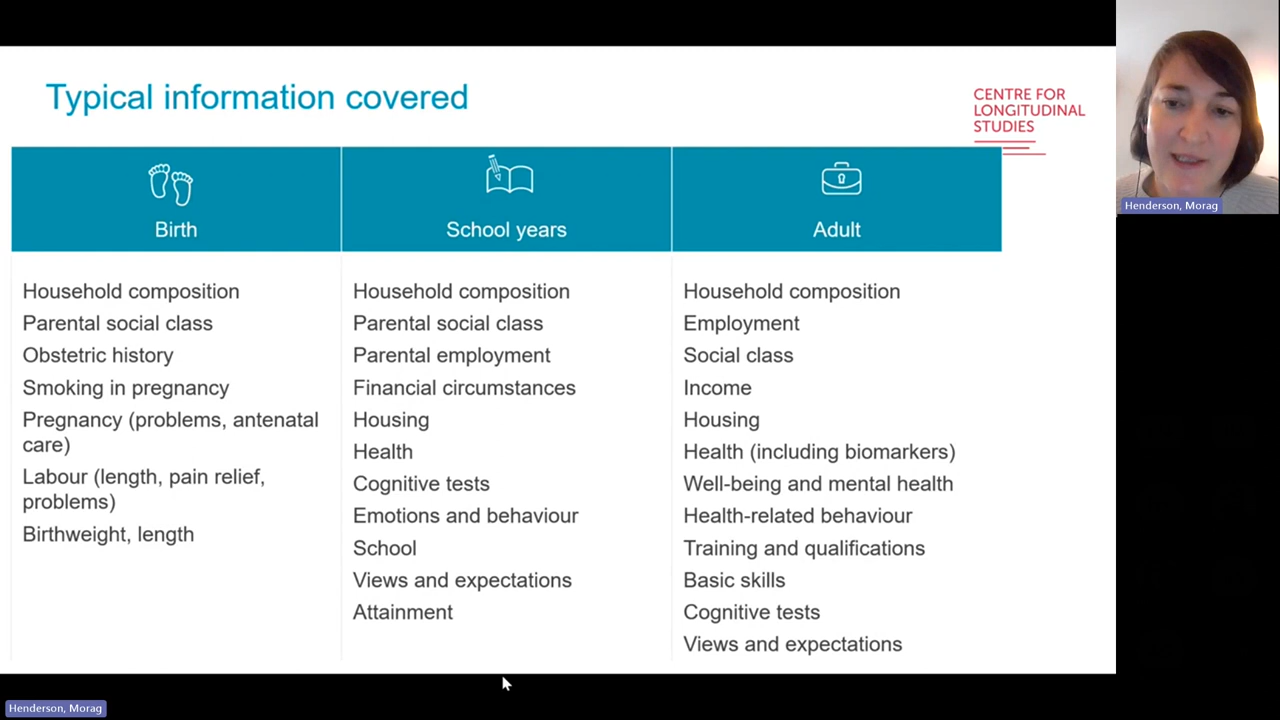 Typical information covered
CENTRE FOR
LONGITUDINAL
STUDIES
Henderson, Morag
Birth
School years
Adult
Household composition
Parental social class
Obstetric history
Smoking in pregnancy
Pregnancy (problems, antenatal
care)
Labour (length, pain relief,
problems)
Birthweight, length
Household composition
Parental social class
Parental employment
Financial circumstances
Housing
Health
Cognitive tests
Emotions and behaviour
School
Views and expectations
Attainment
Household composition
Employment
Social class
Income
Housing
Health (including biomarkers)
Well-being and mental health
Health-related behaviour
Training and qualifications
Basic skills
Cognitive tests
Views and expectations
Henderson, Morag